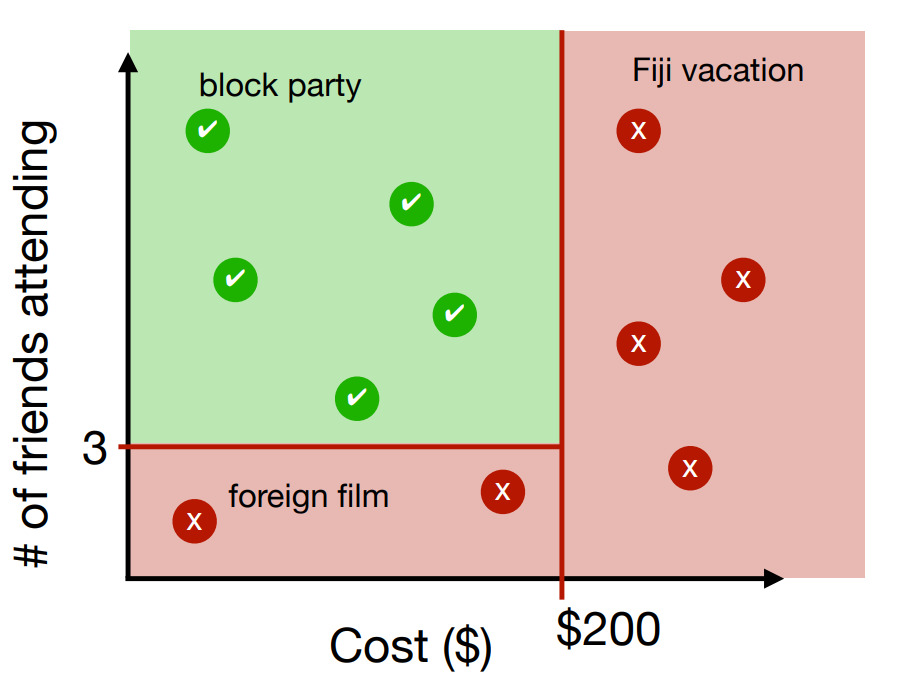 block party
Fiji vacation
✔
X
✔
✔
X
✔
X
✔
3
X
foreign film
X
X
# of friends attending
$200
Cost ($)